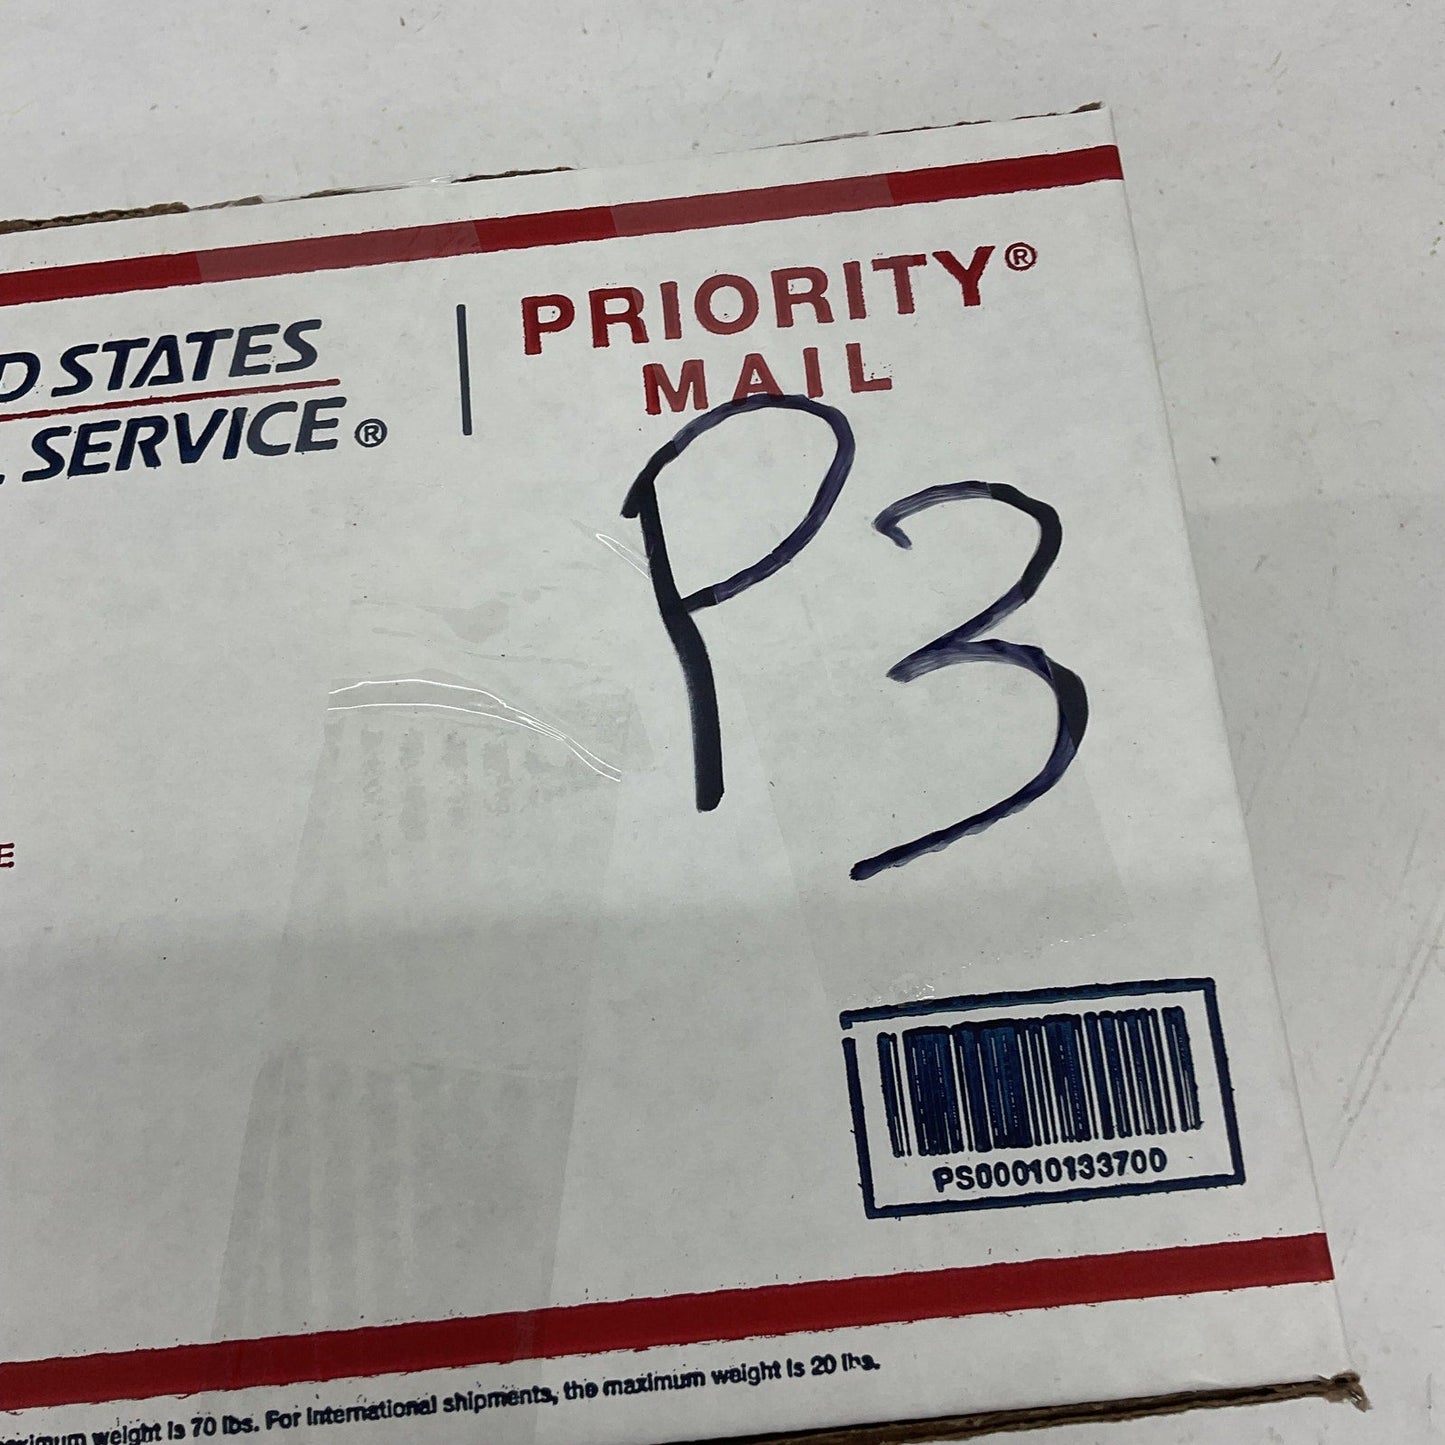 D STATES
. SERVICE®
PRIORITY®
MAIL
P3
E
PS00010133700
ximum weight is 70 lbs. For International shipments, the maximum weight is 20 lbs.